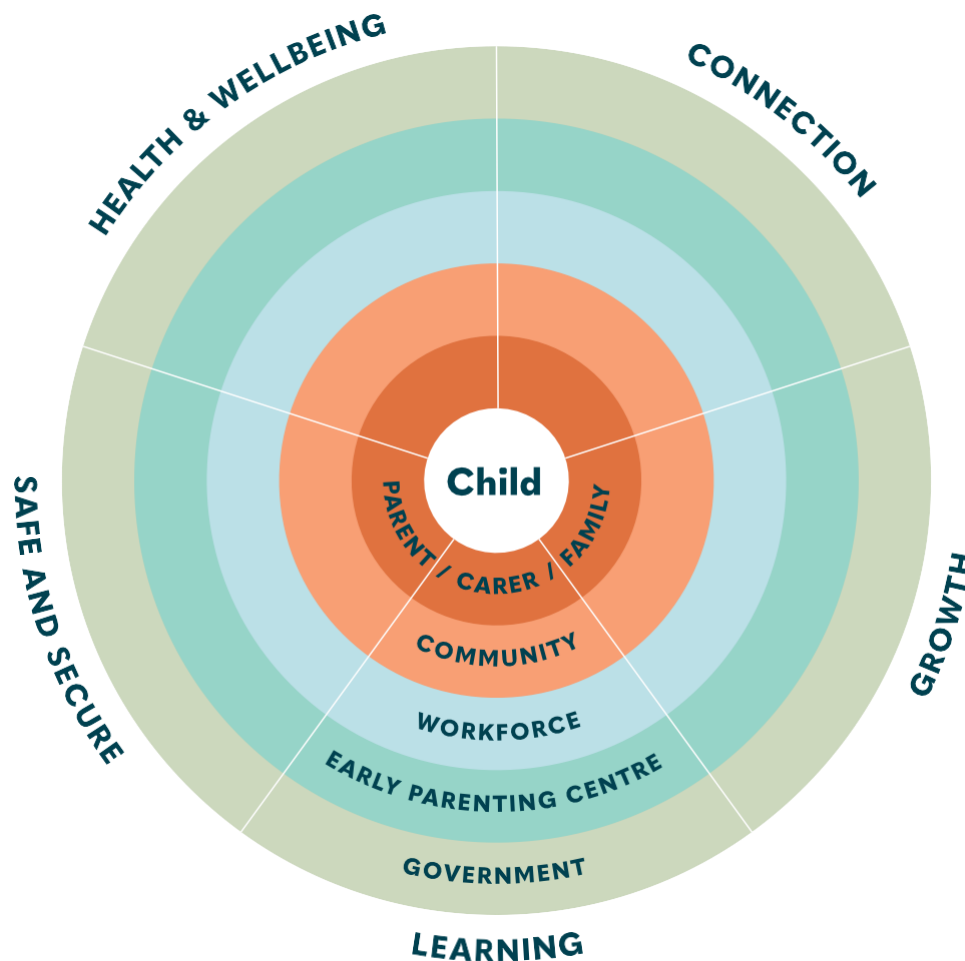 HEALTH & WELLBEING
CONNECTION
Child
PARENT / CARER / FAMILY
COMMUNITY
WORKFORCE
EARLY PARENTING CENTRE
GOVERNMENT
SAFE AND SECURE
GROWTH
LEARNING